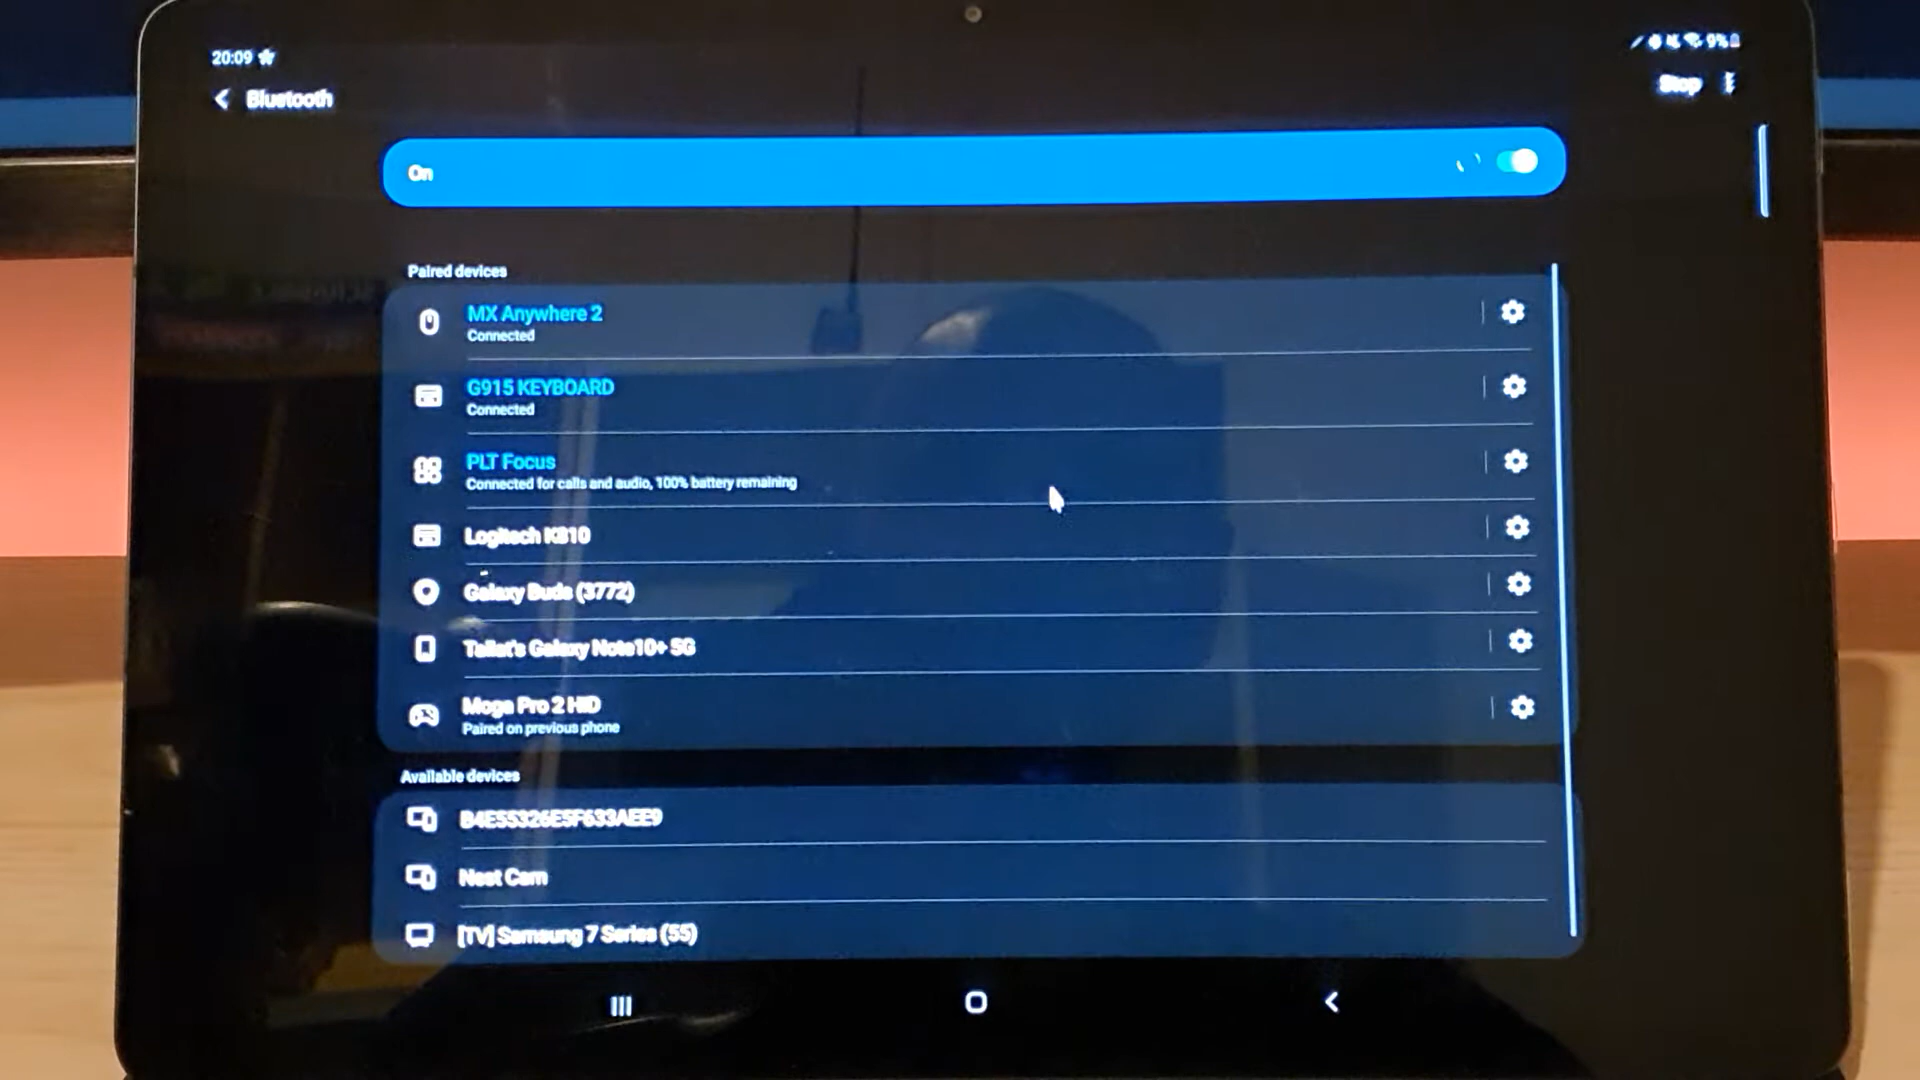 20:09
9%
Bluetooth
Stop
On
Paired devices
MX Anywhere 2
Connected
G915 KEYBOARD
Connected
PLT Focus
Connected for calls and audio, 100% battery remaining
Logitech K810
Galaxy Buds (3772)
Tallat's Galaxy Note10+ 5G
Moga Pro 2 HID
Paired on previous phone
Available devices
B4E55326E5F633AEE9
Nest Cam
[TV] Samsung 7 Series (55)